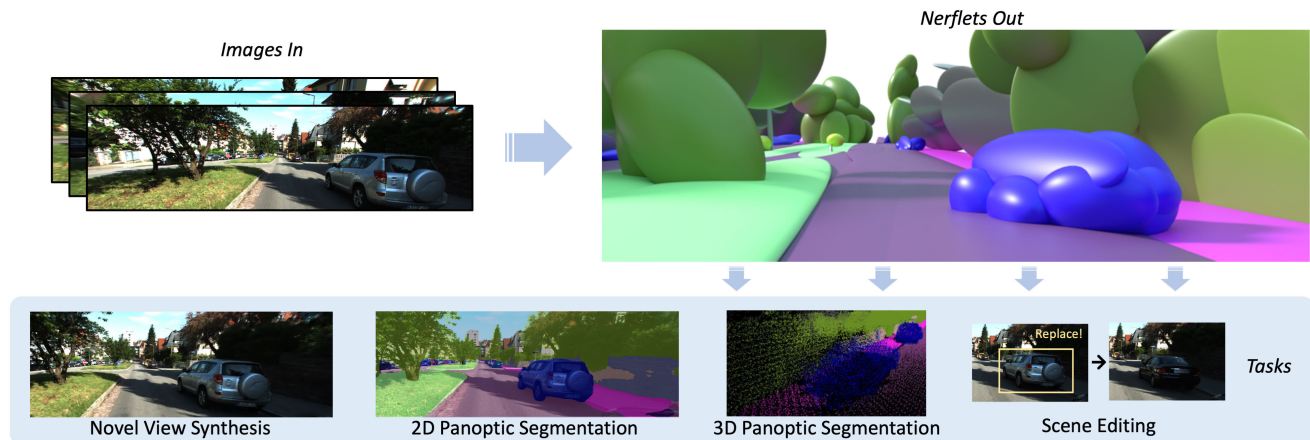 Images In
Nerflets Out
Replace!
Tasks
Novel View Synthesis
2D Panoptic Segmentation
3D Panoptic Segmentation
Scene Editing